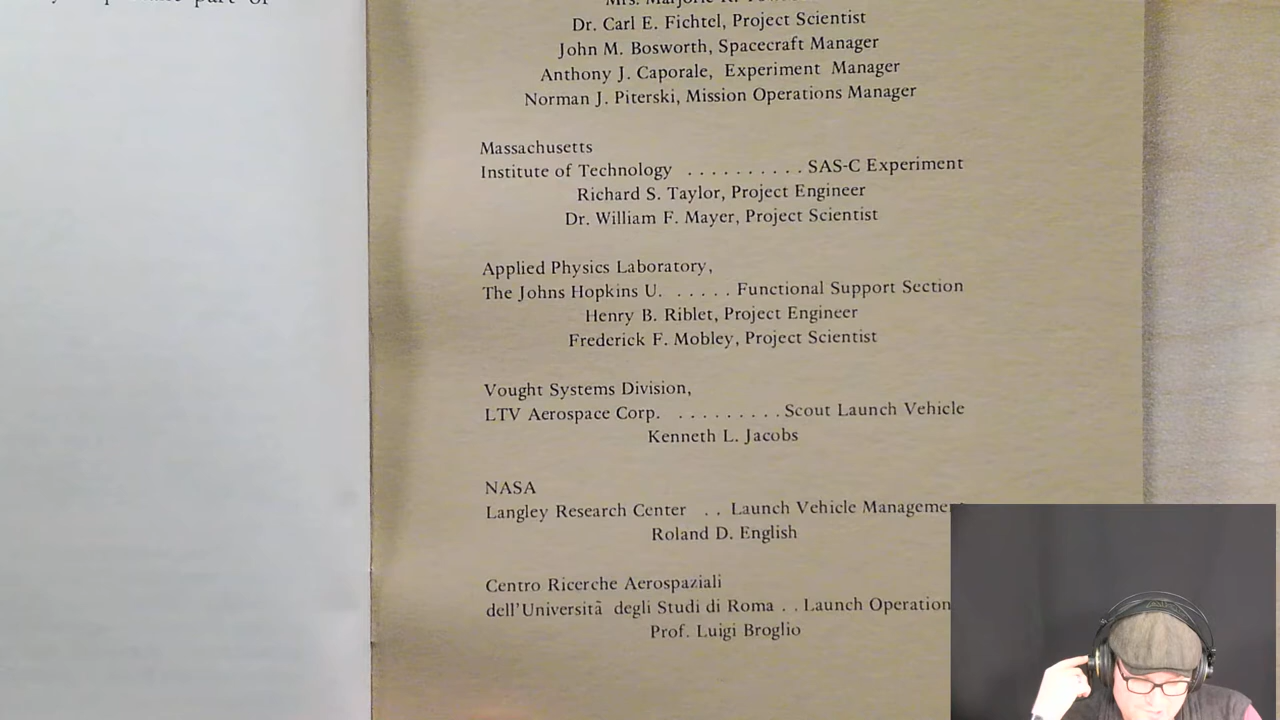 part of
Mrs. Marjorie R.
Dr. Carl E. Fichtel, Project Scientist
John M. Bosworth, Spacecraft Manager
Anthony J. Caporale, Experiment Manager
Norman J. Piterski, Mission Operations Manager
Massachusetts
Institute of Technology . . . . . . . . . . SAS-C Experiment
Richard S. Taylor, Project Engineer
Dr. William F. Mayer, Project Scientist
Applied Physics Laboratory,
The Johns Hopkins U. . . . . . Functional Support Section
Henry B. Riblet, Project Engineer
Frederick F. Mobley, Project Scientist
Vought Systems Division,
LTV Aerospace Corp. . . . . . . . . . Scout Launch Vehicle
Kenneth L. Jacobs
NASA
Langley Research Center . . Launch Vehicle Management
Roland D. English
Centro Ricerche Aerospaziali
dell'Università degli Studi di Roma . . Launch Operation
Prof. Luigi Broglio